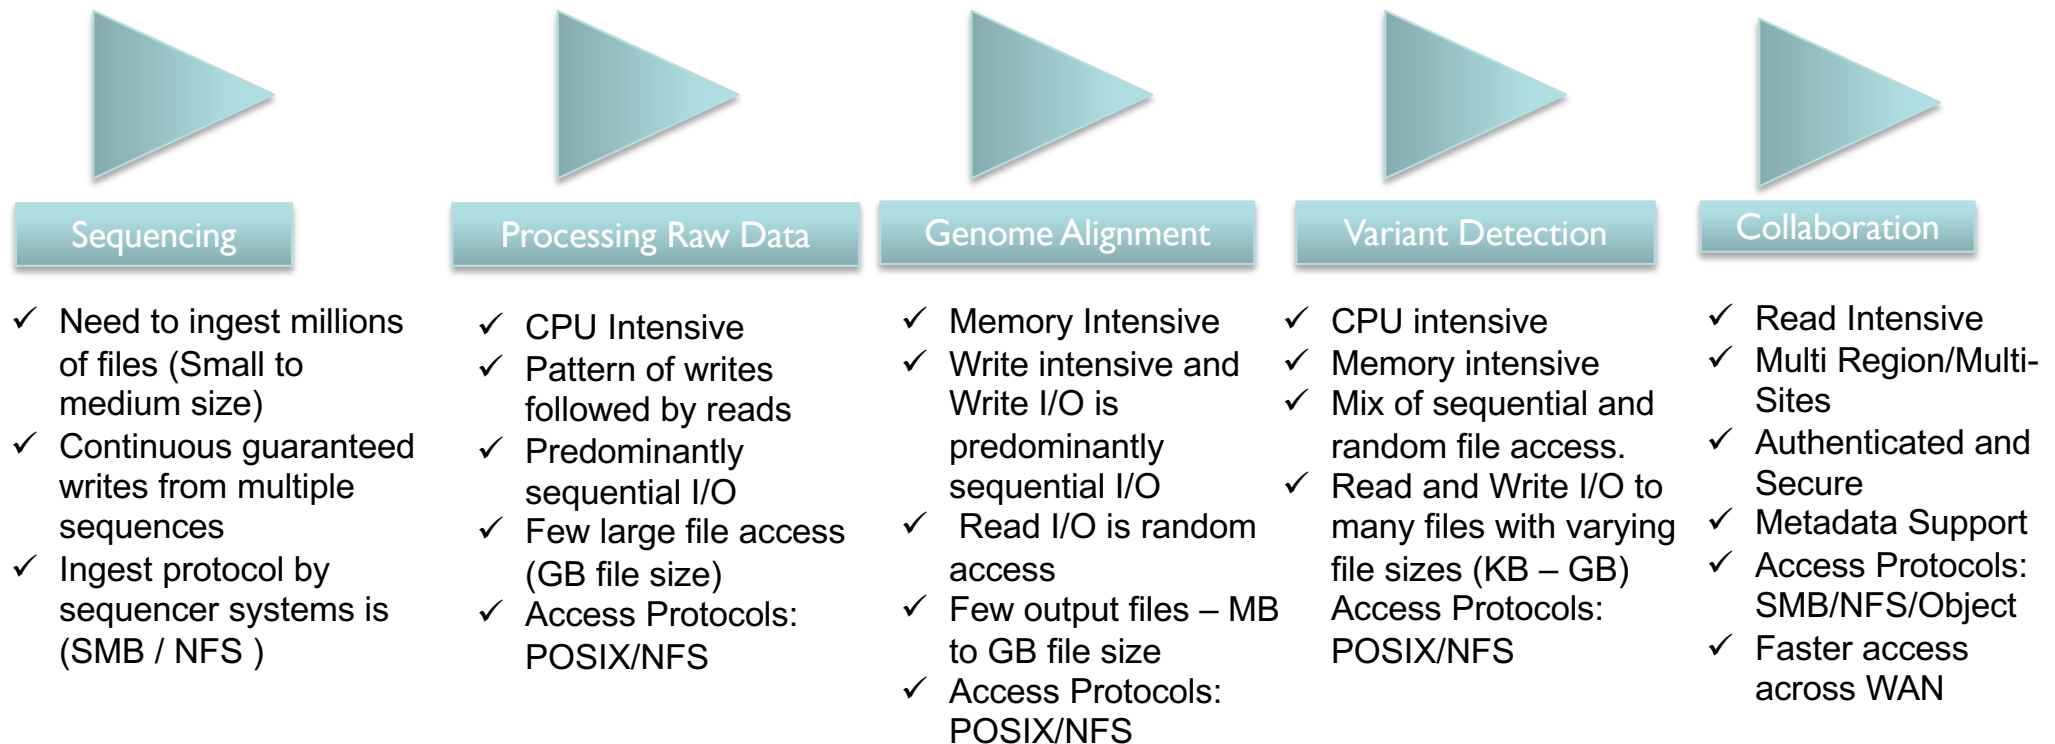 Sequencing
✓ Need to ingest millions
of files (Small to
medium size)
✓ Continuous guaranteed
writes from multiple
sequences
✓ Ingest protocol by
sequencer systems is
(SMB / NFS )
Processing Raw Data
✓ CPU Intensive
✓ Pattern of writes
followed by reads
✓ Predominantly
sequential I/O
✓ Few large file access
(GB file size)
✓ Access Protocols:
POSIX/NFS
Genome Alignment
✓ Memory Intensive
✓ Write intensive and
Write I/O is
predominantly
sequential I/O
✓ Read I/O is random
access
✓ Few output files – MB
to GB file size
✓ Access Protocols:
POSIX/NFS
Variant Detection
✓ CPU intensive
✓ Memory intensive
✓ Mix of sequential and
random file access.
✓ Read and Write I/O to
many files with varying
file sizes (KB – GB)
Access Protocols:
POSIX/NFS
Collaboration
✓ Read Intensive
✓ Multi Region/Multi-
Sites
✓ Authenticated and
Secure
✓ Metadata Support
✓ Access Protocols:
SMB/NFS/Object
✓ Faster access
across WAN